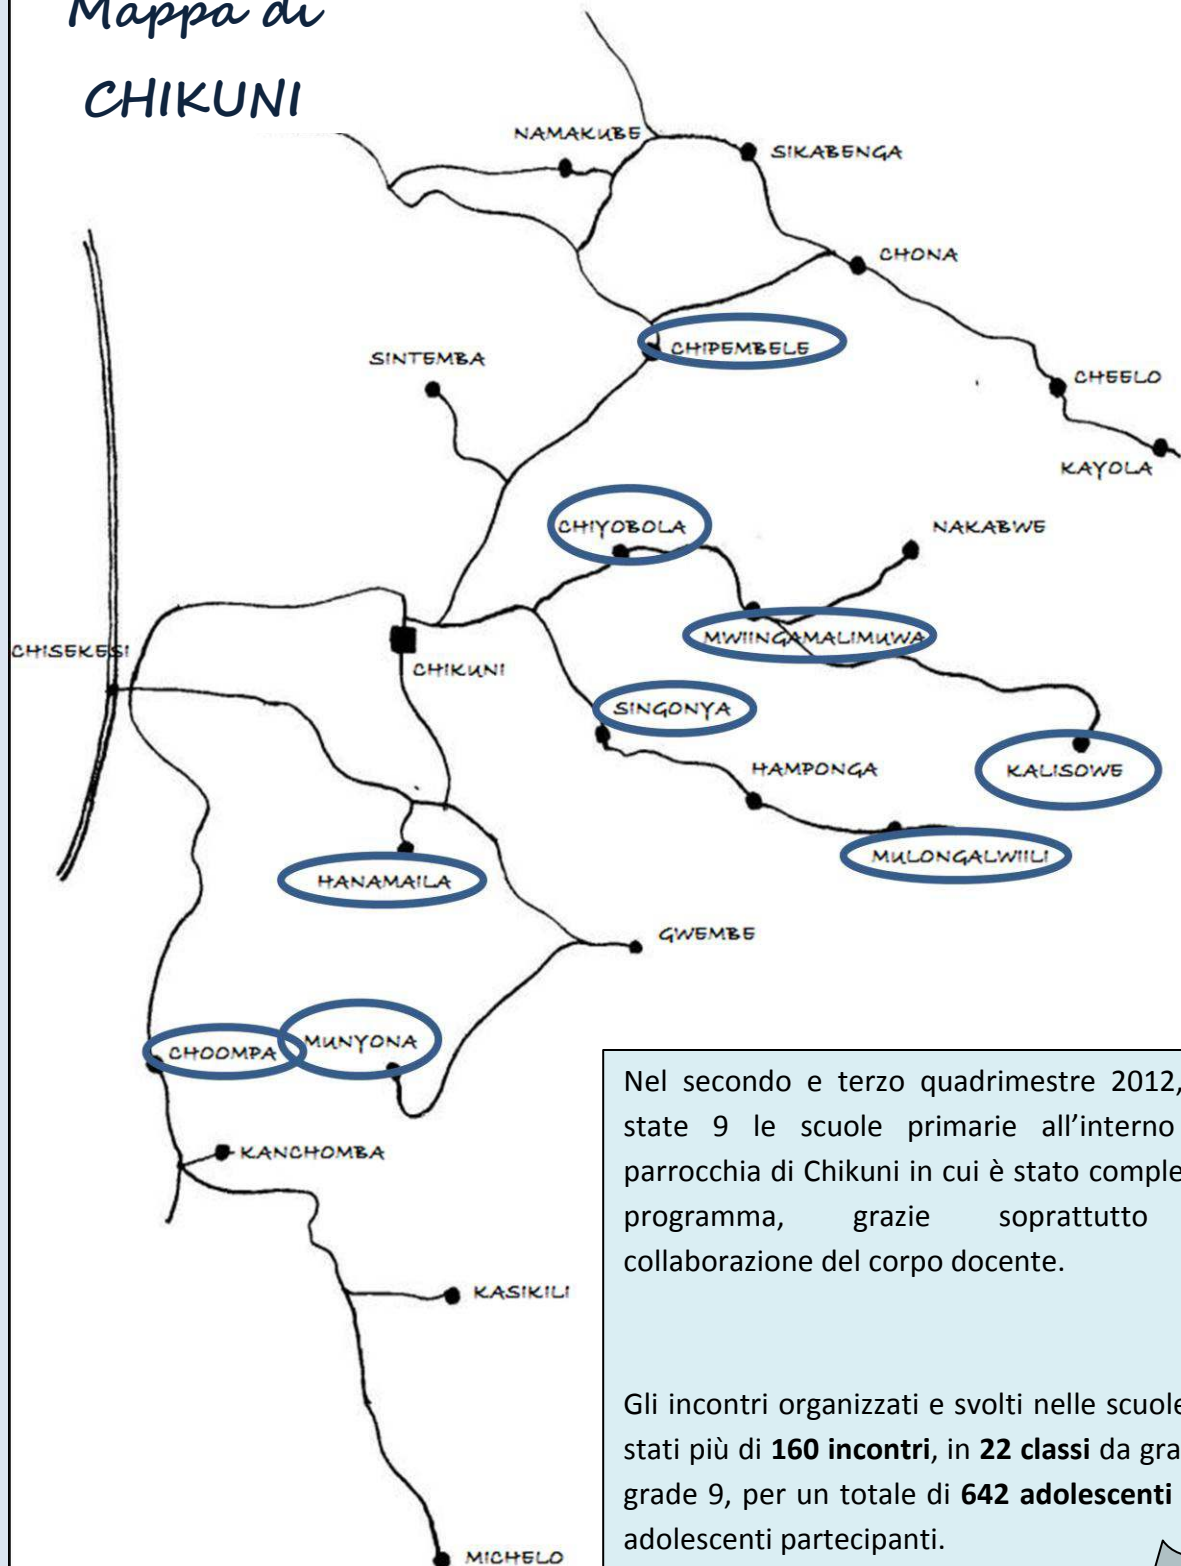 Mappa di
CHIKUNI
NAMAKUBE
SIKABENGA
CHONA
CHIPEMBELE
SINTEMBA
CHEELO
KAYOLA
CHIYOBOLA
NAKABWE
MWIINGAMALIMUWA
CHISEKESI
CHIKUNI
SINGONYA
HAMPONGA
KALISOWE
MULONGALWIILI
HANAMAILA
GWEMBE
MUNYONA
CHOOMPA
KANCHOMBA
KASIKILI
MICHELO
Nel secondo e terzo quadrimestre 2012,
state 9 le scuole primarie all’interno
parrocchia di Chikuni in cui è stato comple
programma, grazie soprattutto
collaborazione del corpo docente.
Gli incontri organizzati e svolti nelle scuole
stati più di 160 incontri, in 22 classi da gra
grade 9, per un totale di 642 adolescenti
adolescenti partecipanti.